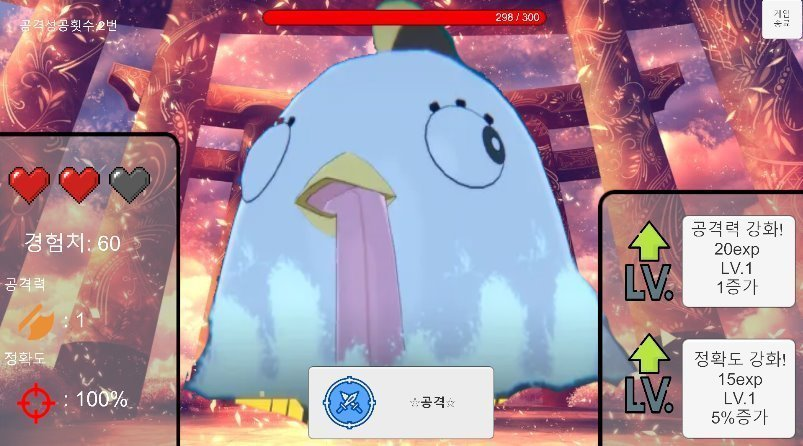 공격성공횟수:2번
298 / 300
게임
종료
경험치: 60
공격력
: 1
정확도
: 100%
☆공격☆
LV.
공격력 강화!
20exp
LV.1
1증가
LV.
정확도 강화!
15exp
LV.1
5%증가